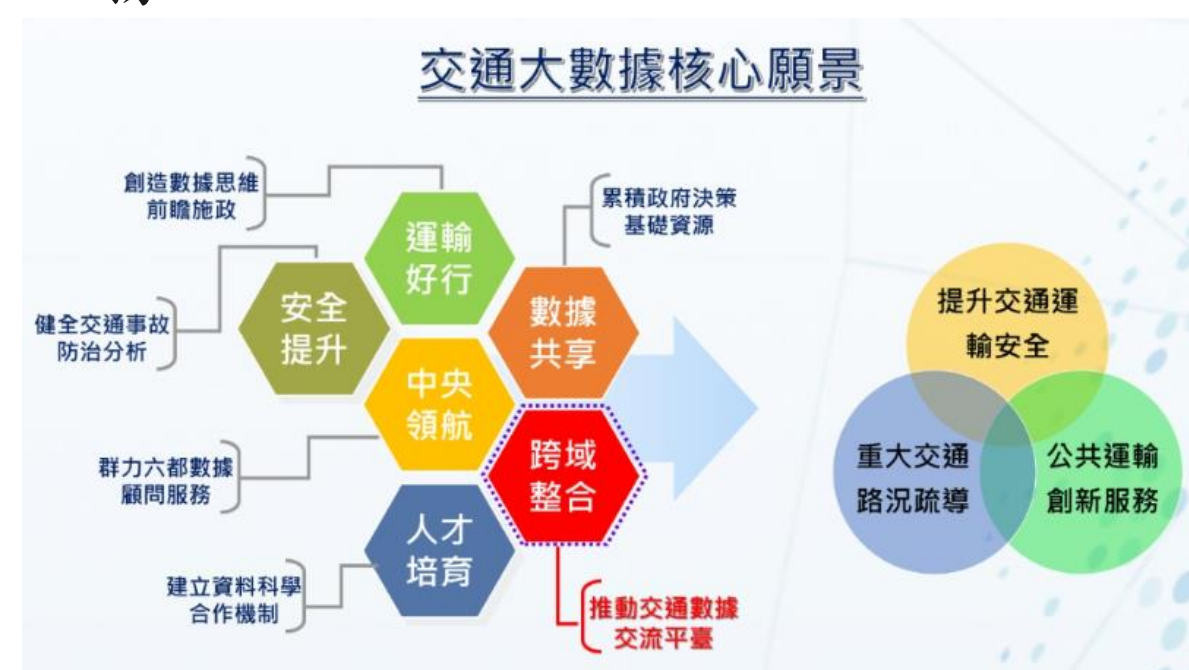 交通大數據核心願景
創造數據思維
前瞻施政
運輸
好行
累積政府決策
基礎資源
健全交通事故
防治分析
安全
提升
數據
共享
中央
領航
群力六都數據
顧問服務
跨域
整合
人才
培育
建立資料科學
合作機制
推動交通數據
交流平臺
提升交通運
輸安全
重大交通
路況疏導
公共運輸
創新服務